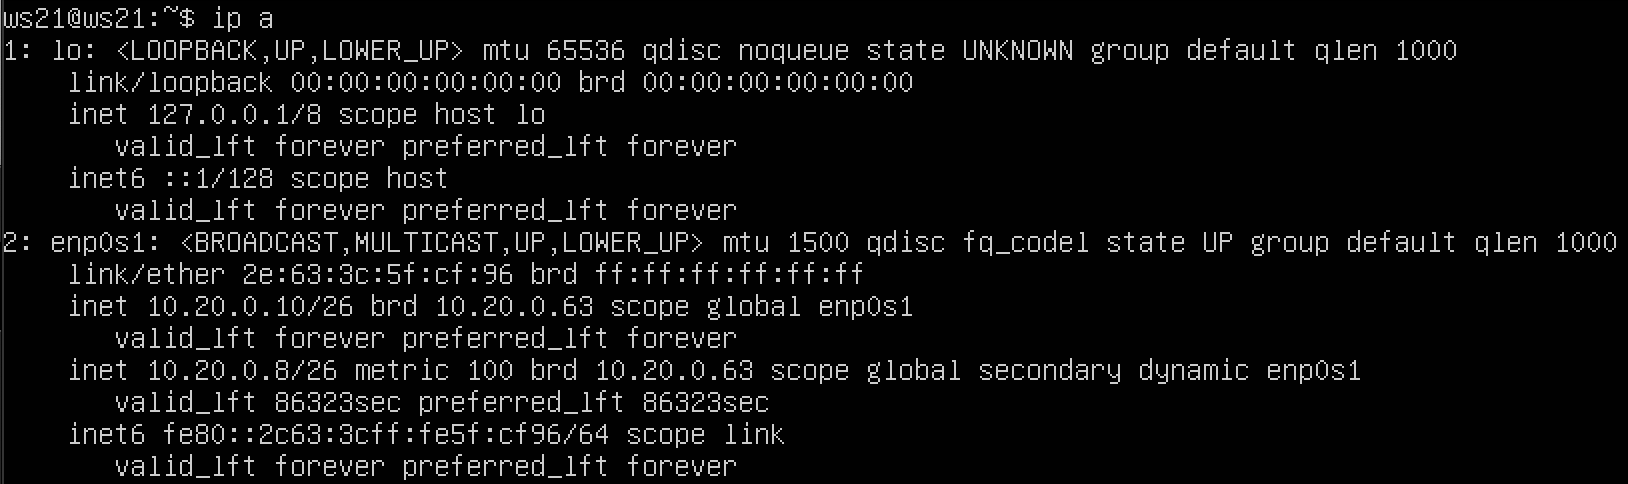 ws21@ws21:~$ ip a
1: lo: <LOOPBACK,UP,LOWER_UP> mtu 65536 qdisc noqueue state UNKNOWN group default qlen 1000
link/loopback 00:00:00:00:00:00 brd 00:00:00:00:00:00
inet 127.0.0.1/8 scope host lo
valid_lft forever preferred_lft forever
inet6 ::1/128 scope host
valid_lft forever preferred_lft forever
2: enp0s1: <BROADCAST,MULTICAST,UP,LOWER_UP> mtu 1500 qdisc fq_codel state UP group default qlen 1000
link/ether 2e:63:3c:5f:cf:96 brd ff:ff:ff:ff:ff:ff
inet 10.20.0.10/26 brd 10.20.0.63 scope global enp0s1
valid_lft forever preferred_lft forever
inet 10.20.0.8/26 metric 100 brd 10.20.0.63 scope global secondary dynamic enp0s1
valid_lft 86323sec preferred_lft 86323sec
inet6 fe80::2c63:3cff:fe5f:cf96/64 scope link
valid_lft forever preferred_lft forever